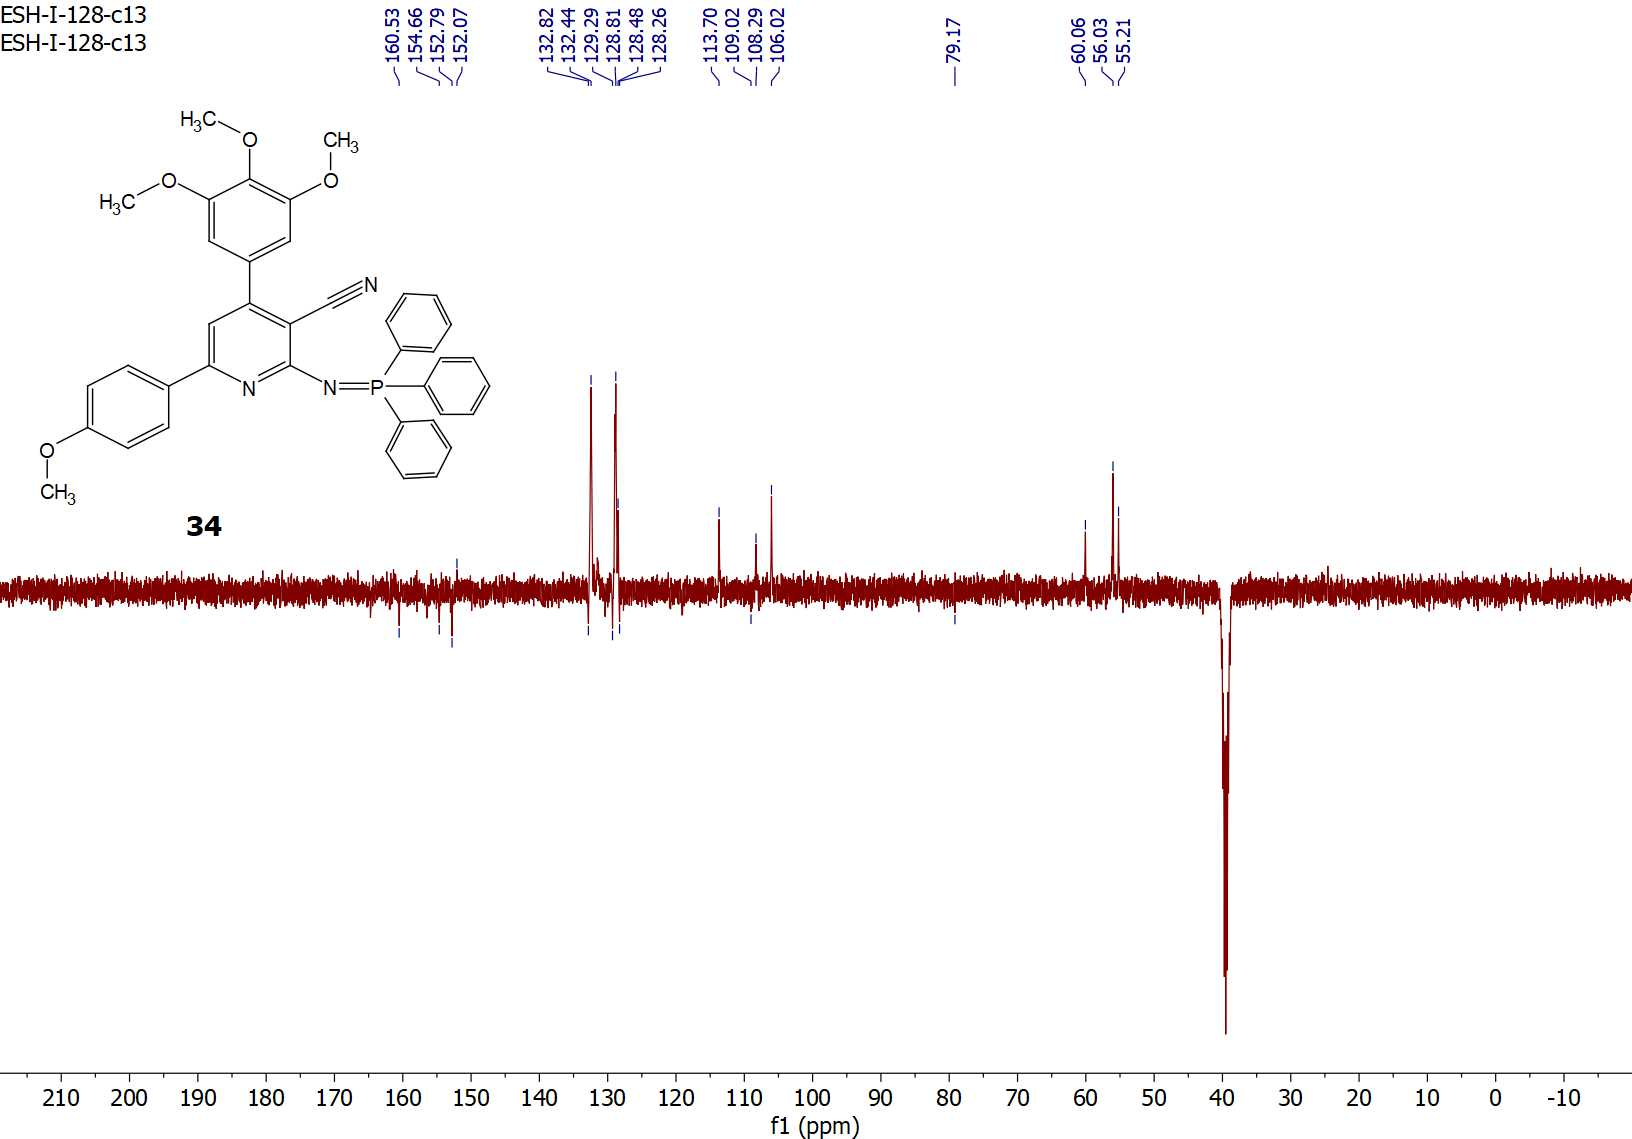 ESH-I-128-c13
ESH-I-128-c13
160.53
154.66
152.79
152.07
132.82
132.44
129.29
128.81
128.48
128.26
113.70
109.02
108.29
106.02
79.17
60.06
56.03
55.21
H3C
O
CH3
O
O
H3C
N
N
N
P
O
CH3
34
210 200 190 180 170 160 150 140 130 120 110 100 90 80 70 60 50 40 30 20 10 0 -10
f1 (ppm)